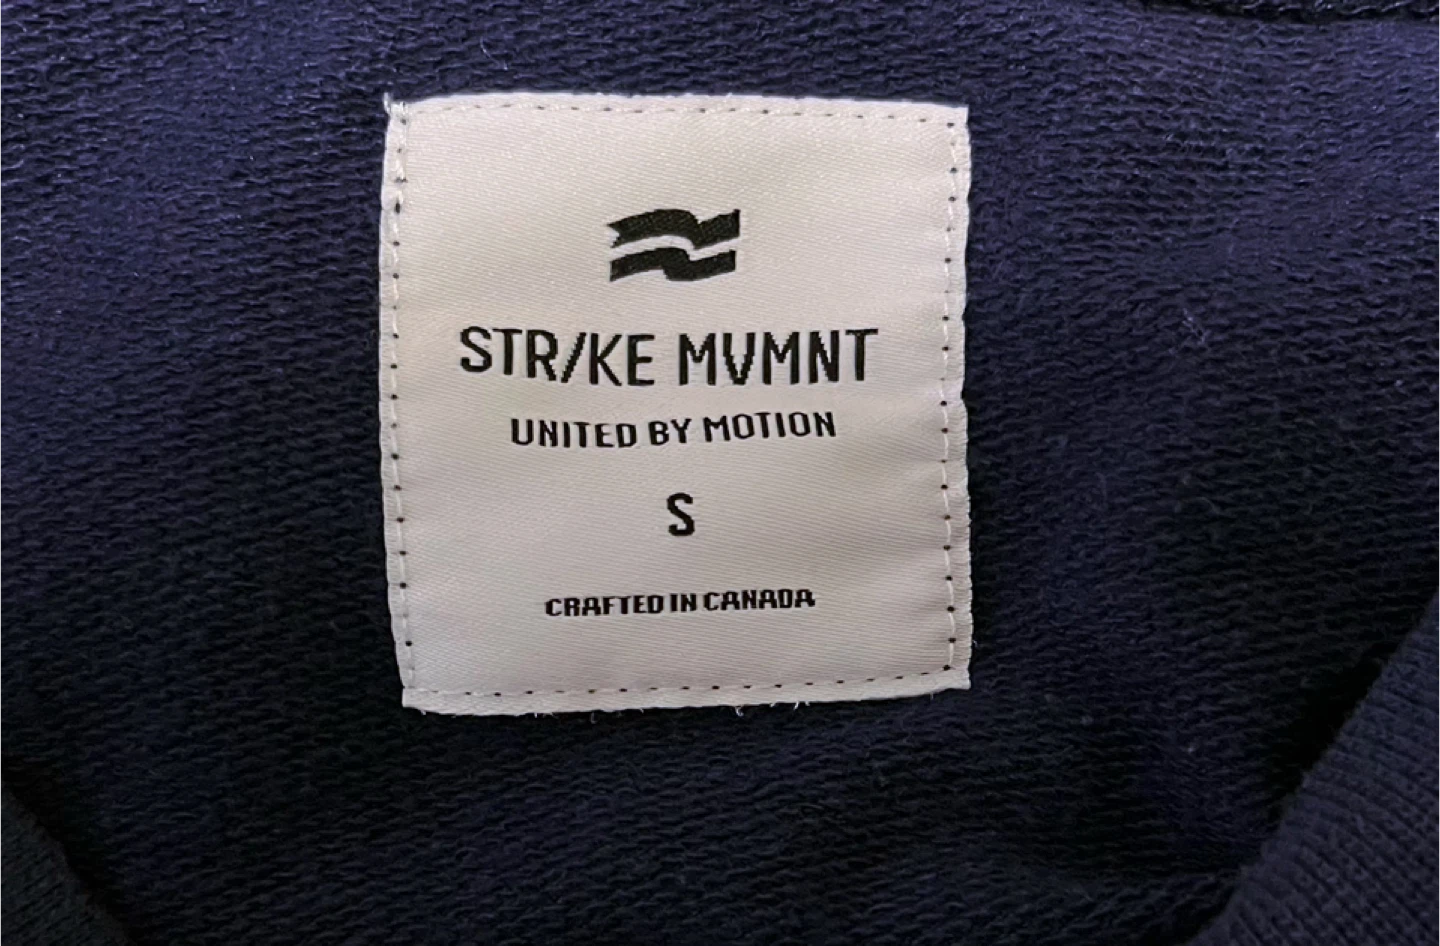 STR/KE MVMNT
UNITED BY MOTION
S
CRAFTED IN CANADA